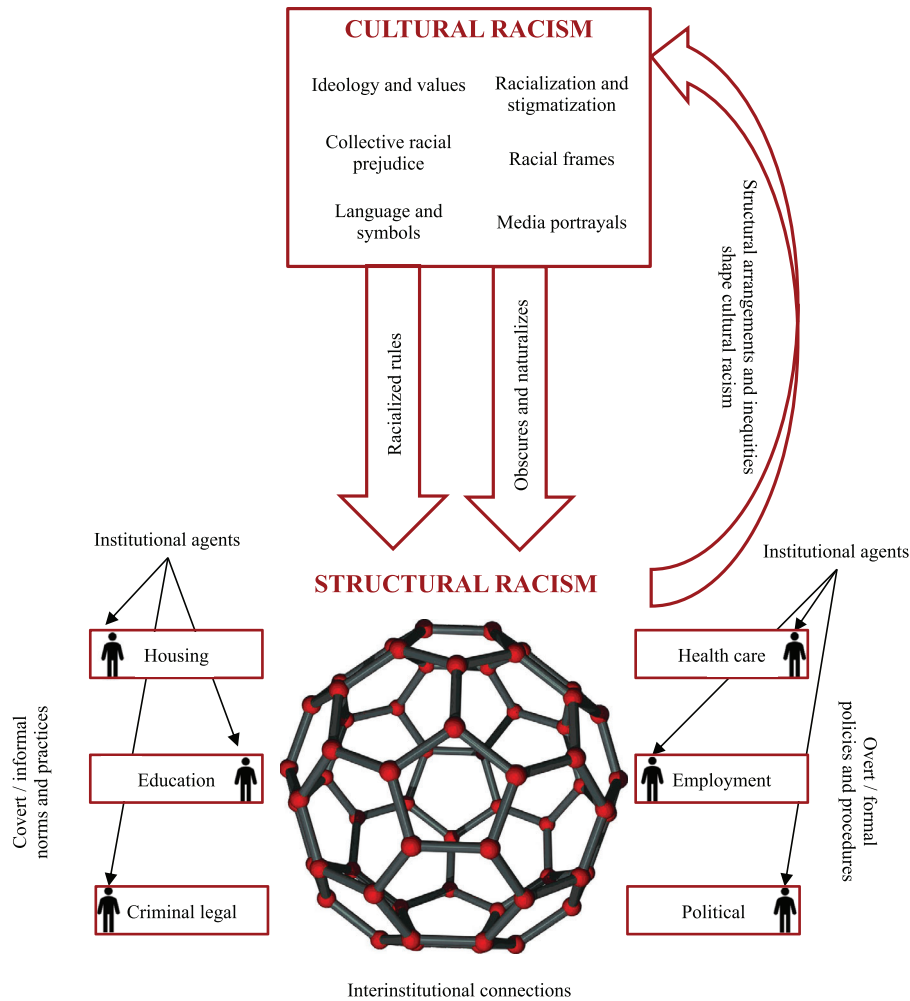 CULTURAL RACISM
Ideology and values
Racialization and
stigmatization
Collective racial
prejudice
Racial frames
Language and
symbols
Media portrayals
Racialized rules
Obscures and naturalizes
Structural arrangements and inequities
shape cultural racism
Institutional agents
Institutional agents
STRUCTURAL RACISM
Housing
Health care
Covert / informal
norms and practices
Education
Employment
Overt / formal
policies and procedures
Criminal legal
Political
Interinstitutional connections